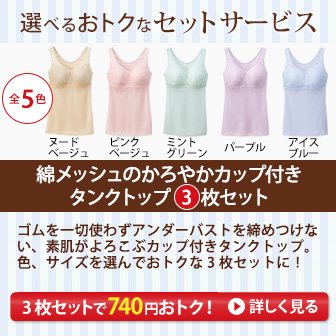 選べるおトクなセットサービス
全5色
ヌード
ベージュ
ピンク
ベージュ
ミント
グリーン
パープル
アイス
ブルー
綿メッシュのかろやかカップ付き
タンクトップ3枚セット
ゴムを一切使わずアンダーバストを締めつけな
い、素肌がよろこぶカップ付きタンクトップ。
色、サイズを選んでおトクな3枚セットに!
3枚セットで740円おトク! 詳しく見る